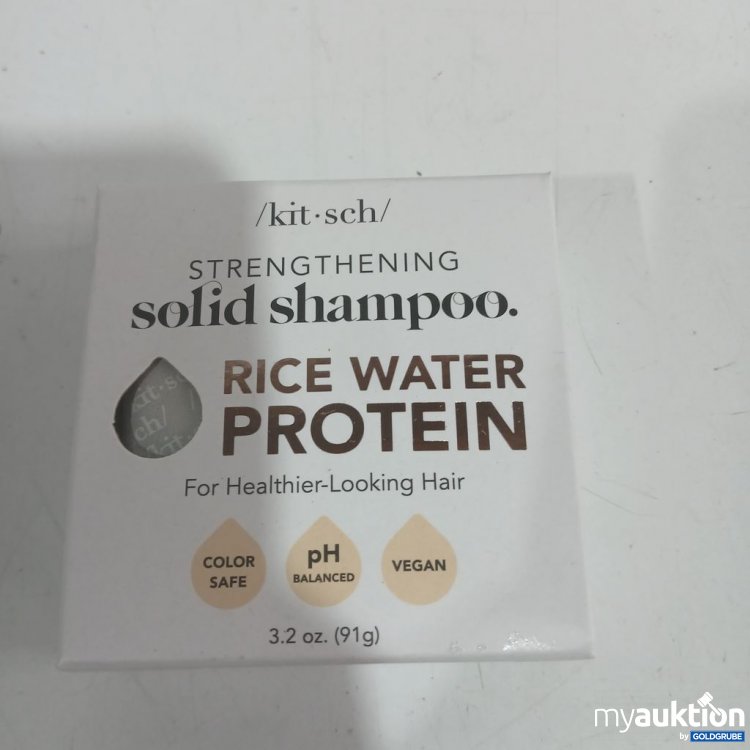 /kit·sch/
STRENGTHENING
solid shampoo.
RICE WATER
PROTEIN
For Healthier-Looking Hair
COLOR
SAFE
pH
BALANCED
VEGAN
3.2 oz. (91g)
myauktion
by GOLDGRUBE